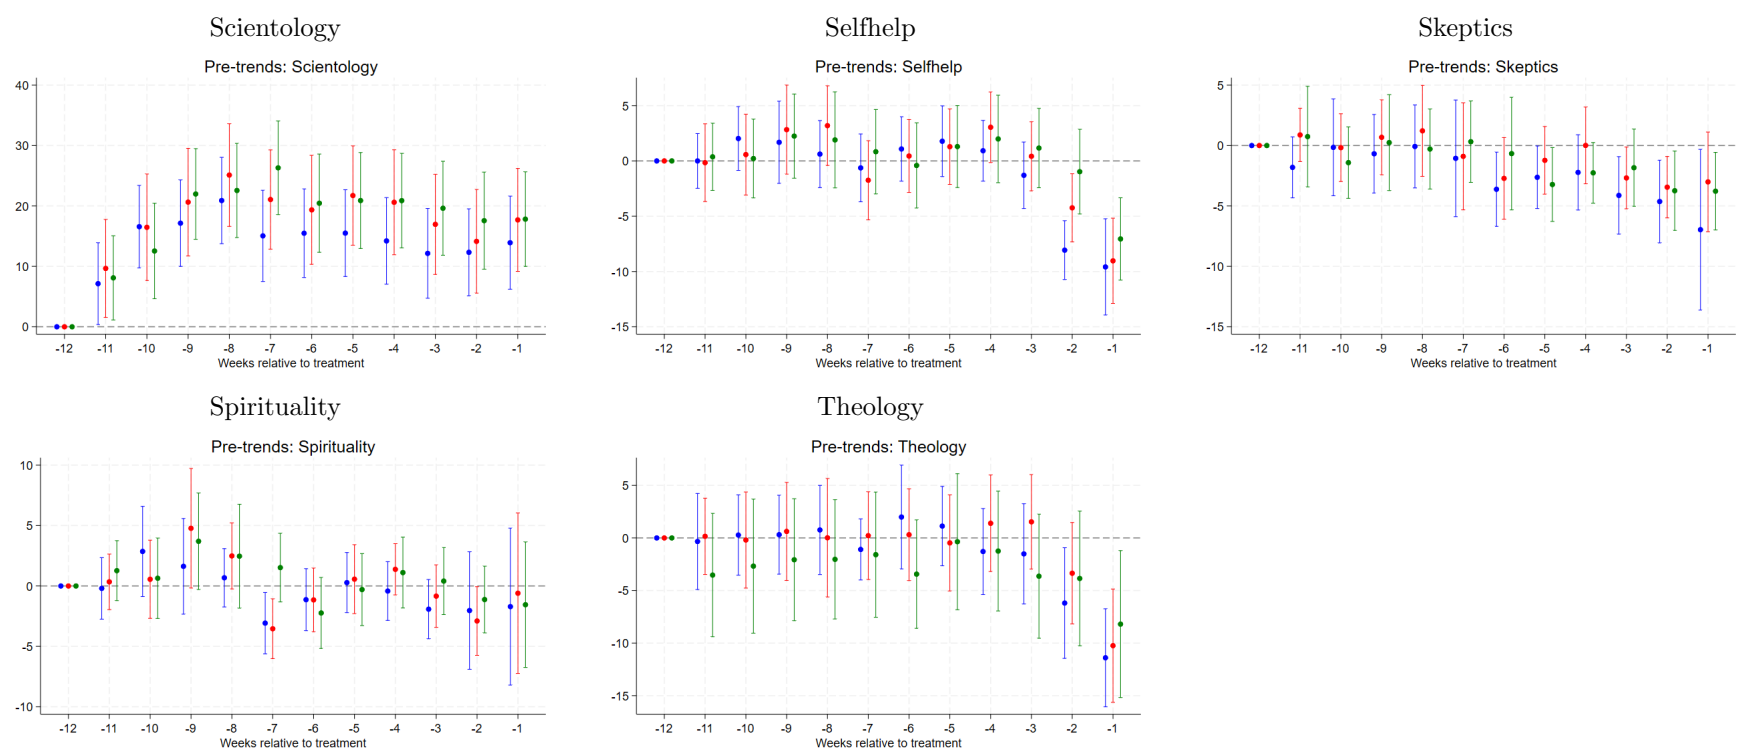 Scientology
Selfhelp
Skeptics
Pre-trends: Scientology
Pre-trends: Selfhelp
Pre-trends: Skeptics
40
30
20
10
0
-12 -11 -10 -9 -8 -7 -6 -5 -4 -3 -2 -1
Weeks relative to treatment
5
0
-5
-10
-15
-12 -11 -10 -9 -8 -7 -6 -5 -4 -3 -2 -1
Weeks relative to treatment
5
0
-5
-10
-15
-12 -11 -10 -9 -8 -7 -6 -5 -4 -3 -2 -1
Weeks relative to treatment
Spirituality
Theology
Pre-trends: Spirituality
Pre-trends: Theology
10
5
0
-5
-10
-12 -11 -10 -9 -8 -7 -6 -5 -4 -3 -2 -1
Weeks relative to treatment
5
0
-5
-10
-15
-12 -11 -10 -9 -8 -7 -6 -5 -4 -3 -2 -1
Weeks relative to treatment